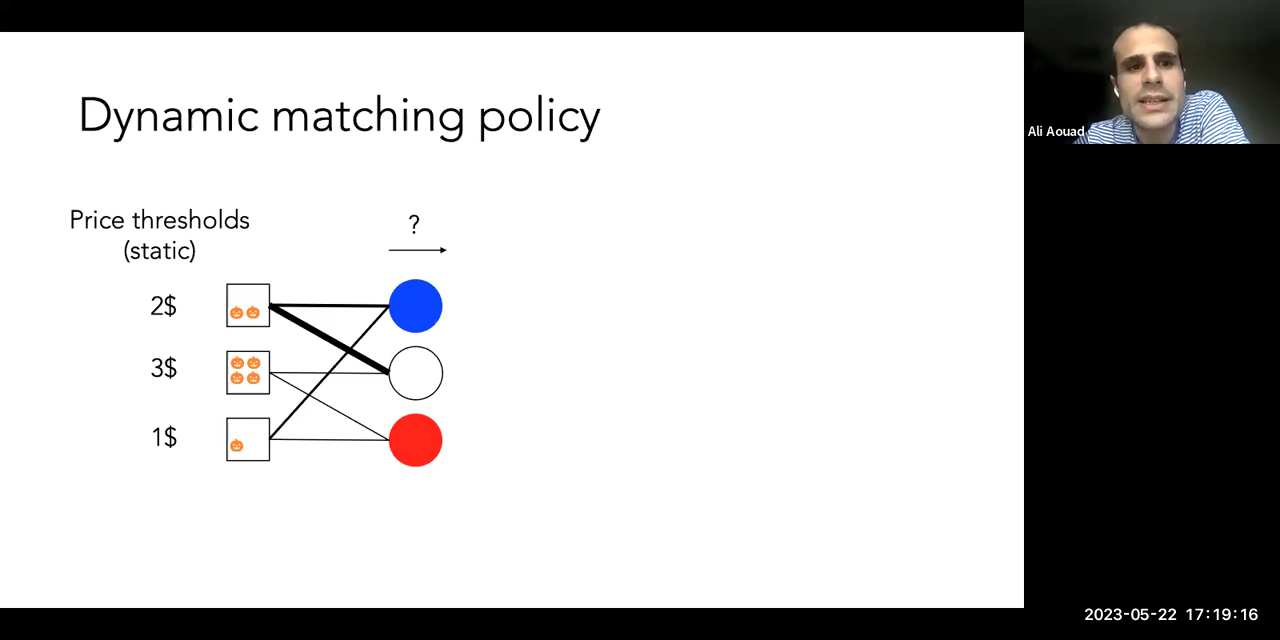 Dynamic matching policy
Price thresholds
(static)
?
2$
3$
1$
Ali Aouad
2023-05-22 17:19:16